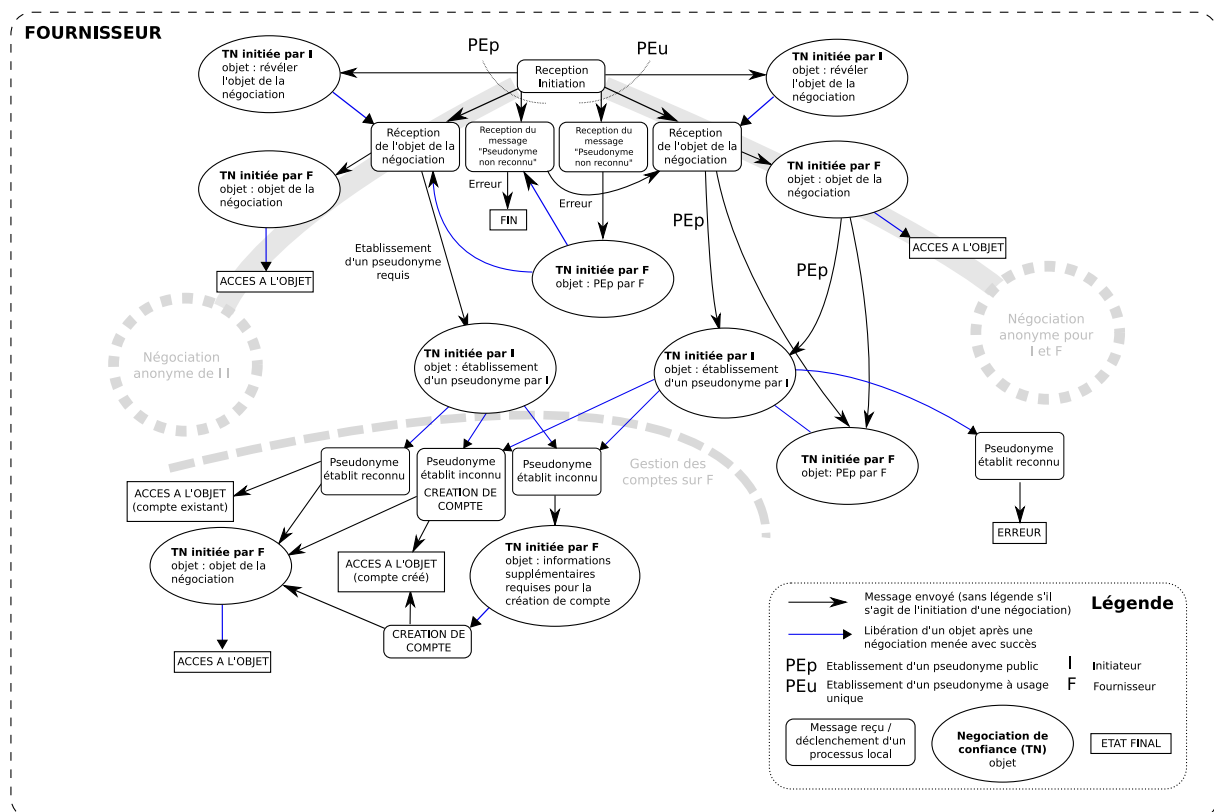 FOURNISSEUR
PEp
PEu
TN initiée par I
objet : révéler
l'objet de la
négociation
Reception
Initiation
TN initiée par I
objet : révéler
l'objet de la
négociation
Réception
de l'objet de la
négociation
Reception du
message
"Pseudonyme
non reconnu"
Reception du
message
"Pseudonyme
non reconnu"
Réception
de l'objet de la
négociation
TN initiée par F
objet : objet de la
négociation
TN initiée par F
objet : objet de la
négociation
Erreur
Erreur
FIN
PEp
PEp
ACCES A L'OBJET
Etablissement
d'un pseudonyme
requis
TN initiée par F
objet : PEp par F
ACCES A L'OBJET
Négociation
anonyme de I I
Négociation
anonyme pour
I et F
TN initiée par I
objet : établissement
d'un pseudonyme par I
TN initiée par I
objet : établissement
d'un pseudonyme par I
TN initiée par F
objet: PEp par F
Pseudonyme
établit reconnu
Pseudonyme
établit reconnu
Pseudonyme
établit inconnu
CREATION DE
COMPTE
Pseudonyme
établit inconnu
Gestion des
comptes sur F
ACCES A L'OBJET
(compte existant)
ERREUR
TN initiée par F
objet : objet de la
négociation
ACCES A L'OBJET
(compte créé)
TN initiée par F
objet : informations
supplémentaires
requises pour la
création de compte
CREATION DE
COMPTE
ACCES A L'OBJET
Légende
Message envoyé (sans légende s'il
s'agit de l'initiation d'une négociation)
Libération d'un objet après une
négociation menée avec succès
PEp Etablissement d'un pseudonyme public
I Initiateur
PEu Etablissement d'un pseudonyme à usage
unique
F Fournisseur
Message reçu /
déclenchement d'un
processus local
Negociation de
confiance (TN)
objet
ETAT FINAL